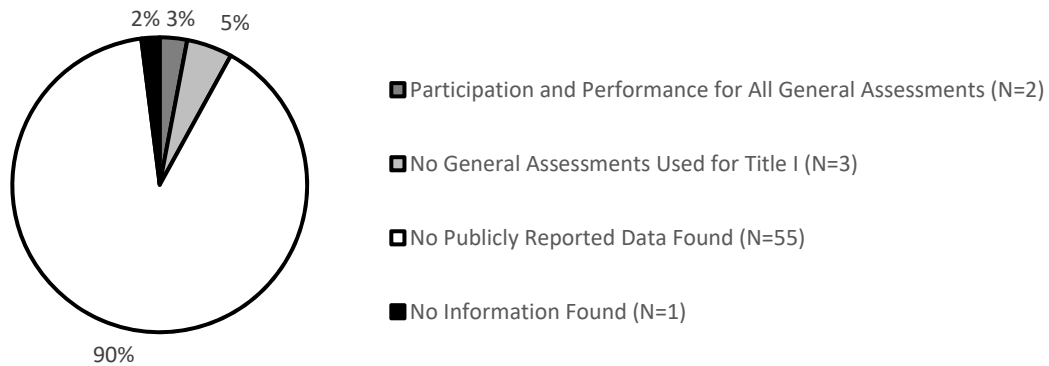 2% 3% 5%
Participation and Performance for All General Assessments (N=2)
No General Assessments Used for Title I (N=3)
No Publicly Reported Data Found (N=55)
No Information Found (N=1)
90%